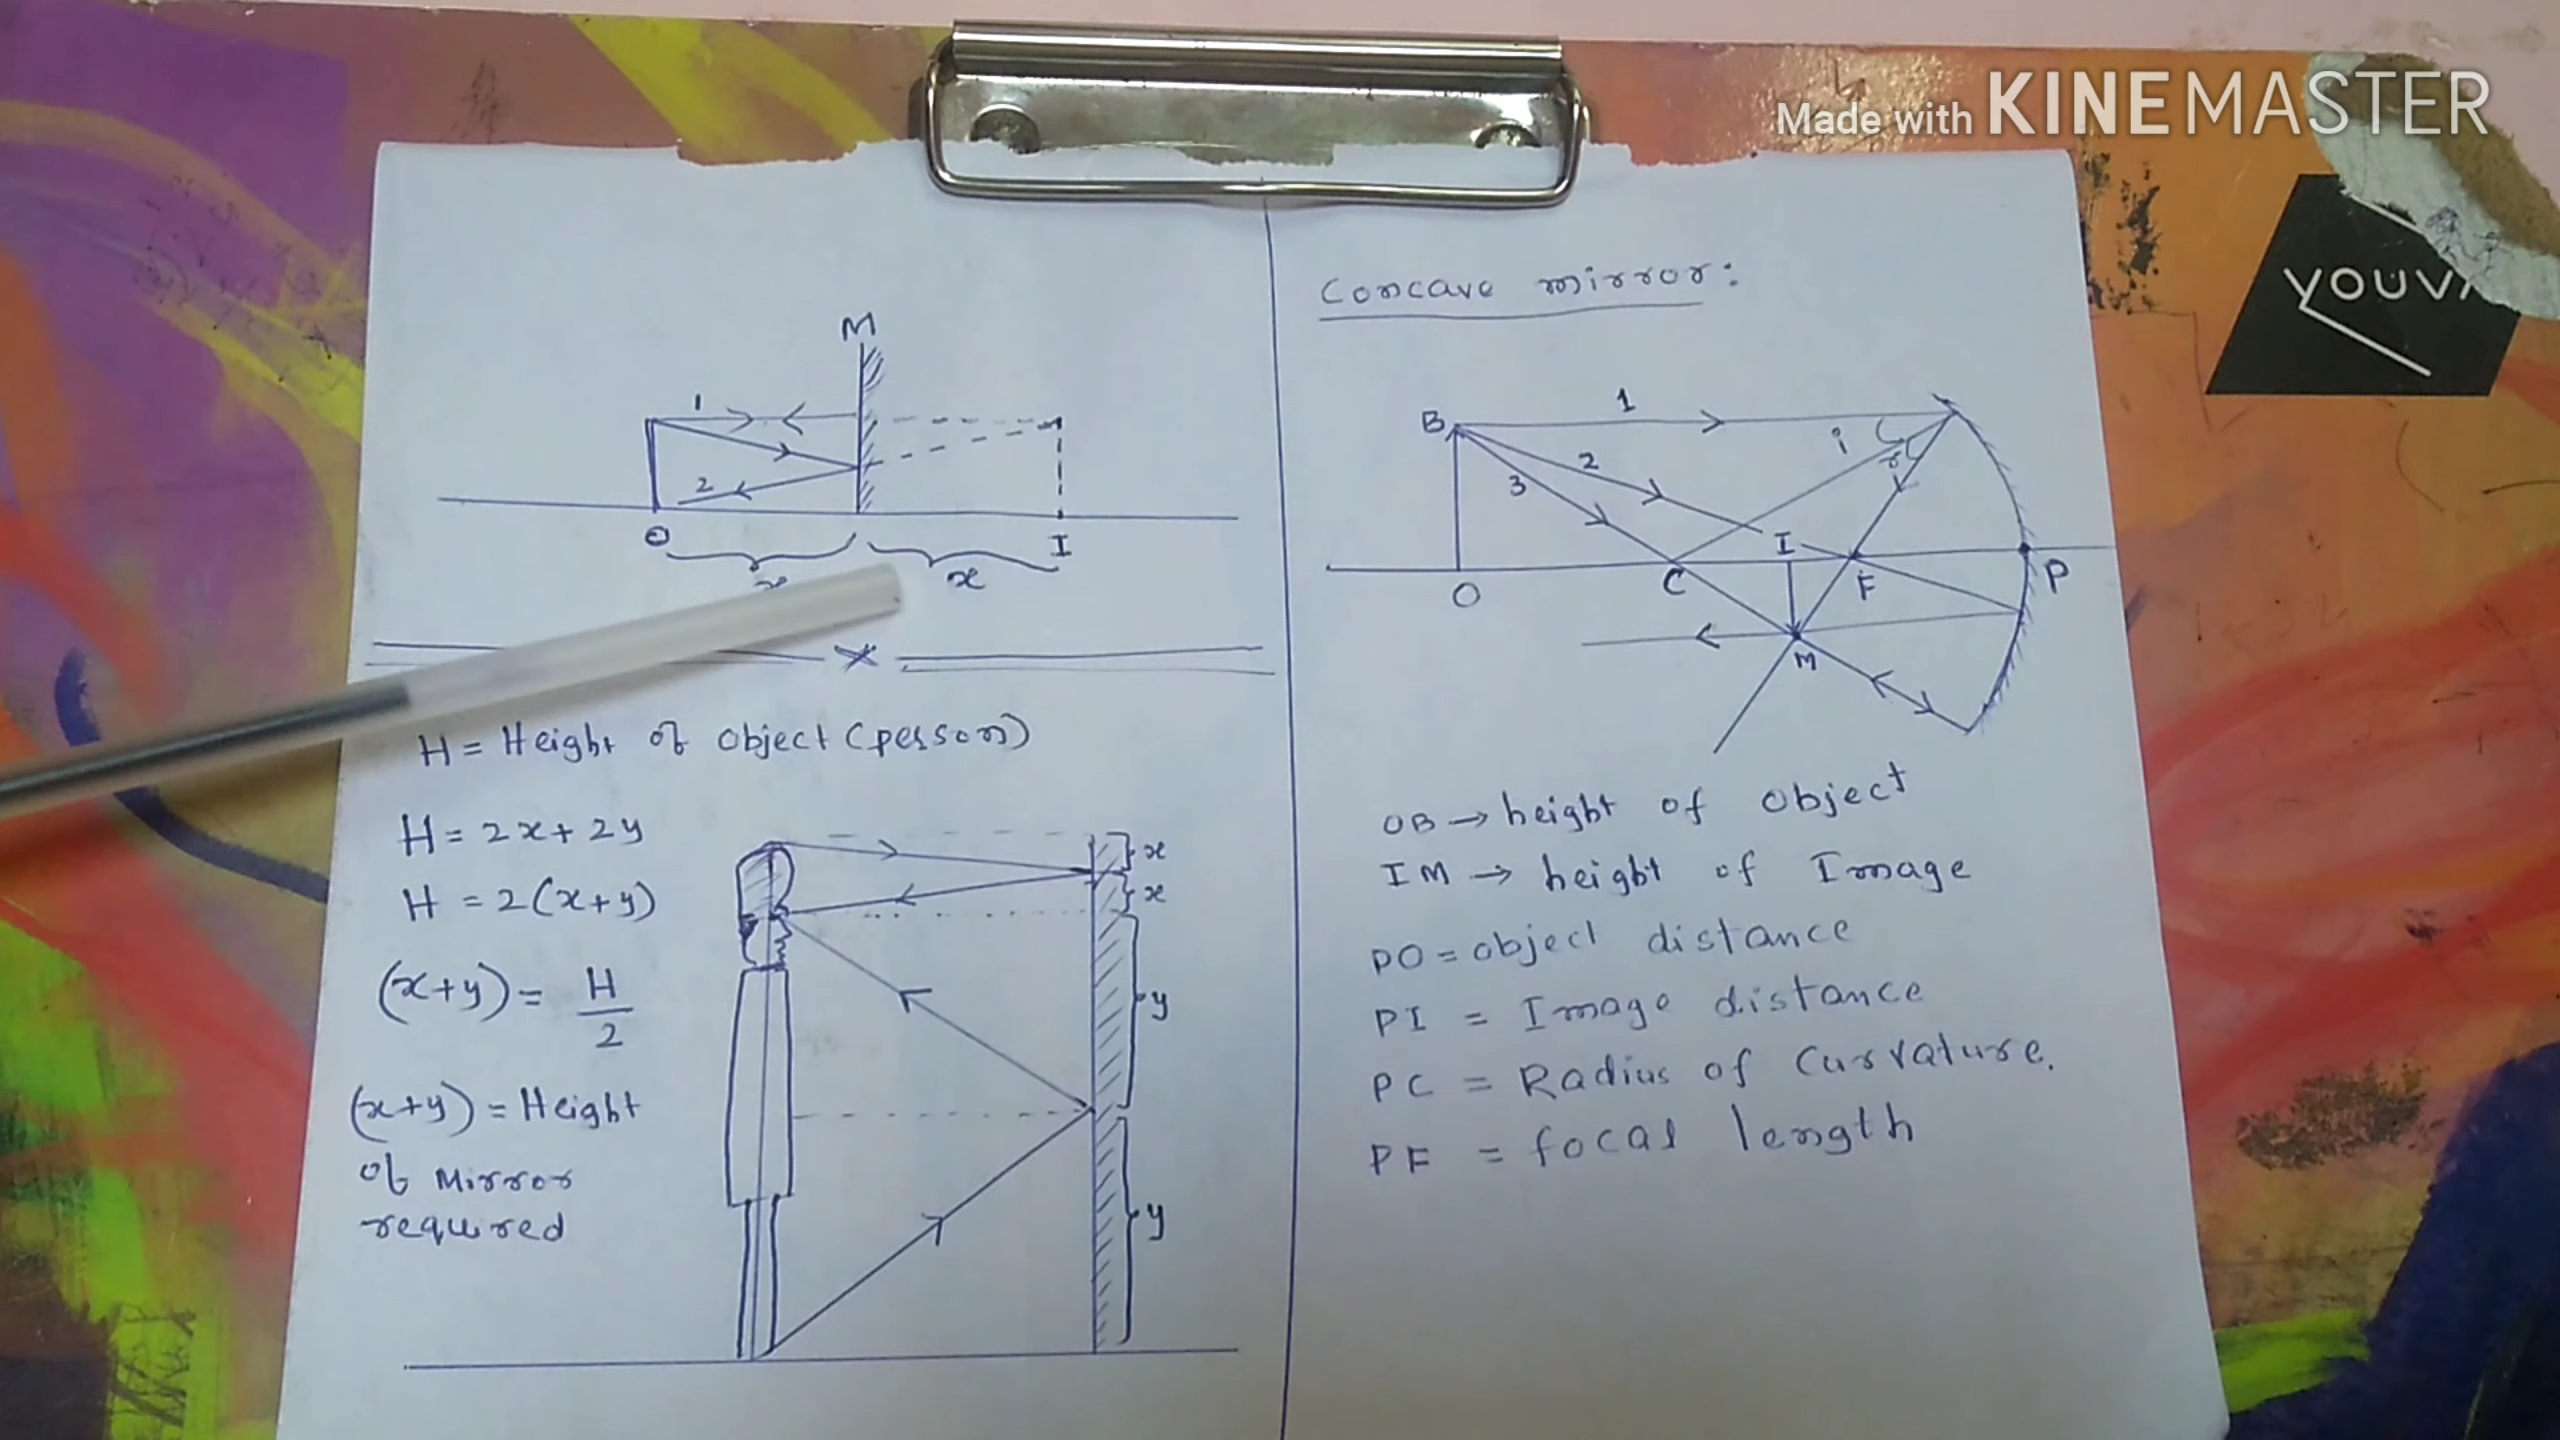 Made with KINEMASTER
YOUVA
M
1
2
O
I
x
x
H = Height of object (person)
H = 2x + 2y
H = 2(x+y)
(x+y) = H
2
(x+y) = Height
of Mirror
required
x
x
y
y
Concave mirror:
B
1
i
r
2
3
I
O
C
F
P
M
OB → height of object
IM → height of Image
PO = object distance
PI = Image distance
PC = Radius of Curvature.
PF = focal length